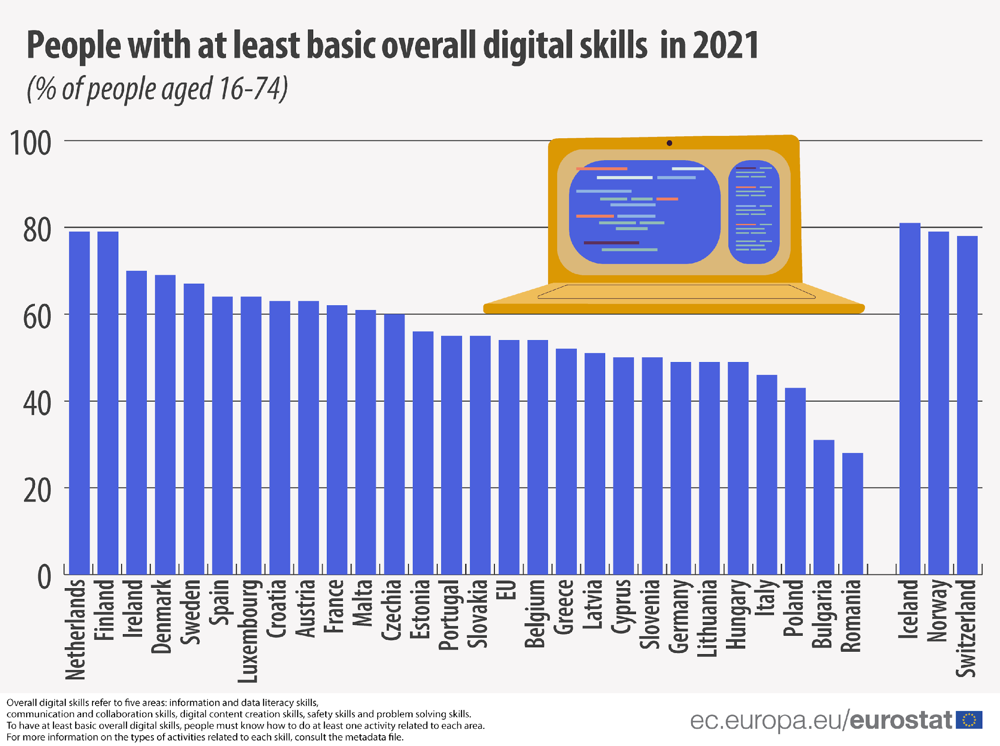 People with at least basic overall digital skills in 2021
(% of people aged 16-74)
100
80
60
40
20
0
Netherlands
Finland
Ireland
Denmark
Sweden
Spain
Luxembourg
Croatia
Austria
France
Malta
Czechia
Estonia
Portugal
Slovakia
EU
Belgium
Greece
Latvia
Cyprus
Slovenia
Germany
Lithuania
Hungary
Italy
Poland
Bulgaria
Romania
Iceland
Norway
Switzerland
Overall digital skills refer to five areas: information and data literacy skills,
communication and collaboration skills, digital content creation skills, safety skills and problem solving skills.
To have at least basic overall digital skills, people must know how to do at least one activity related to each area.
For more information on the types of activities related to each skill, consult the metadata file.
ec.europa.eu/eurostat